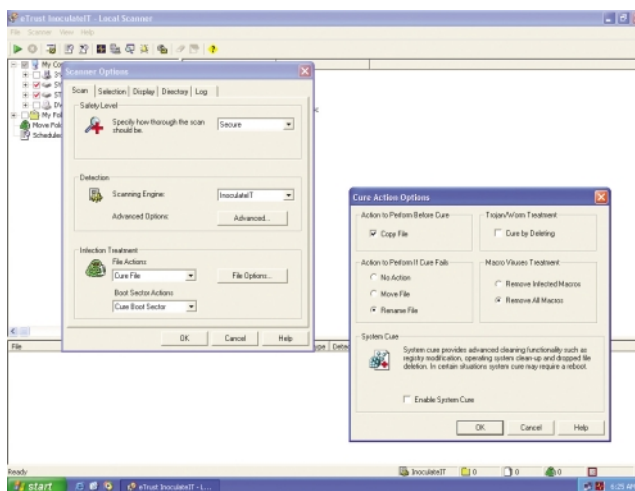 eTrust InoculateIT - Local Scanner
File Scanner View Help
My Co
My Fol
Move Fold
Schedule
Scanner Options
Scan Selection Display Directory Log
Safety Level
Specify how thorough the scan
should be.
Secure
Detection
Scanning Engine:
InoculateIT
Advanced Options:
Advanced...
Infection Treatment
File Actions
Cure File
File Options...
Boot Sector Actions
Cure Boot Sector
OK Cancel Help
File
Cure Action Options
Action to Perform Before Cure
Copy File
Trojan/Worm Treatment
Cure by Deleting
Action to Perform If Cure Fails
No Action
Move File
Rename File
Macro Viruses Treatment
Remove Infected Macros
Remove All Macros
System Cure
System cure provides advanced cleaning functionality such as
registry modification, operating system clean-up and dropped file
deletion. In certain situations system cure may require a reboot.
Enable System Cure
OK Cancel Help
Ready
InoculateIT 0 0 0
start
eTrust InoculateIT - L...
6:25 AM